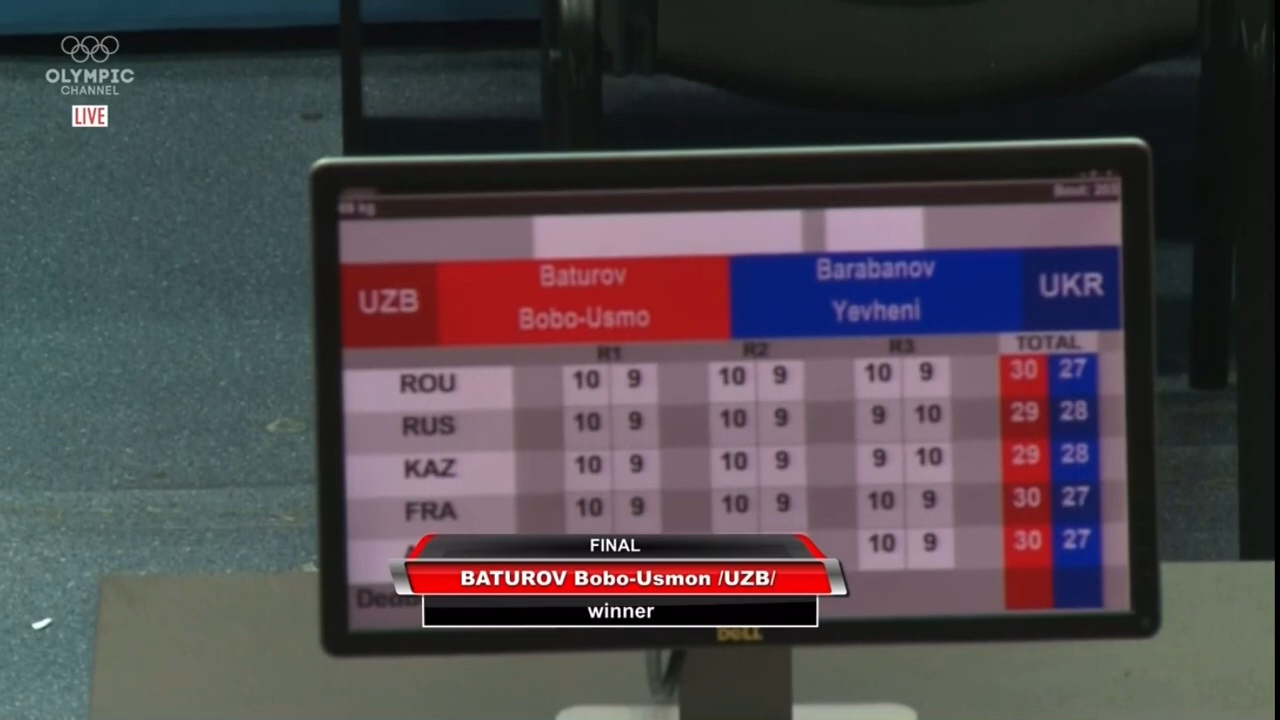 OLYMPIC
CHANNEL
LIVE
69 kg
UZB Baturov Bobo-Usmo Barabanov Yevheni UKR
R1 R2 R3 TOTAL
ROU 10 9 10 9 10 9 30 27
RUS 10 9 10 9 9 10 29 28
KAZ 10 9 10 9 9 10 29 28
FRA 10 9 10 9 10 9 30 27
10 9 30 27
FINAL
BATUROV Bobo-Usmon /UZB/
winner
DELL